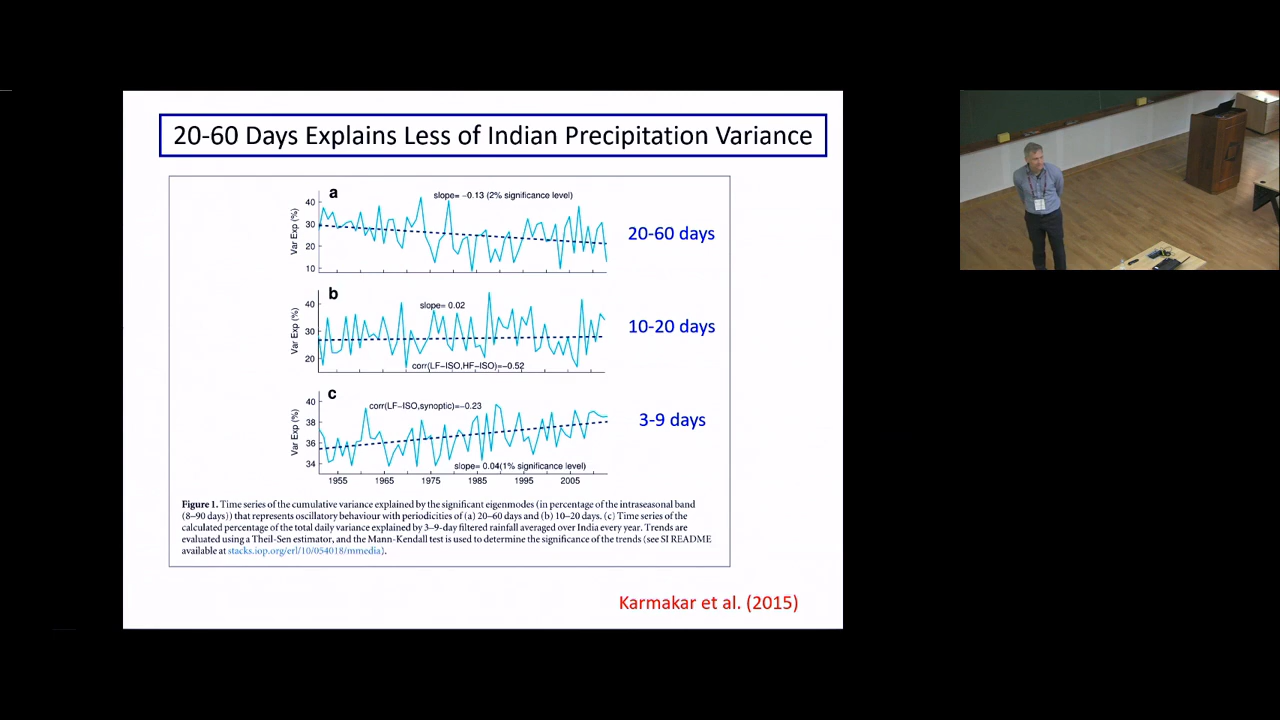 20-60 Days Explains Less of Indian Precipitation Variance
a
slope= −0.13 (2% significance level)
40
30
20
10
Var Exp (%)
20-60 days
b
slope= 0.02
40
30
20
Var Exp (%)
corr(LF−ISO,HF−ISO)=−0.52
10-20 days
c
corr(LF−ISO,synoptic)=−0.23
40
38
36
34
Var Exp (%)
slope= 0.04(1% significance level)
3-9 days
1955 1965 1975 1985 1995 2005
Figure 1. Time series of the cumulative variance explained by the significant eigenmodes (in percentage of the intraseasonal band
(8–90 days)) that represents oscillatory behaviour with periodicities of (a) 20–60 days and (b) 10–20 days. (c) Time series of the
calculated percentage of the total daily variance explained by 3–9-day filtered rainfall averaged over India every year. Trends are
evaluated using a Theil-Sen estimator, and the Mann-Kendall test is used to determine the significance of the trends (see SI README
available at stacks.iop.org/erl/10/054018/mmedia).
Karmakar et al. (2015)